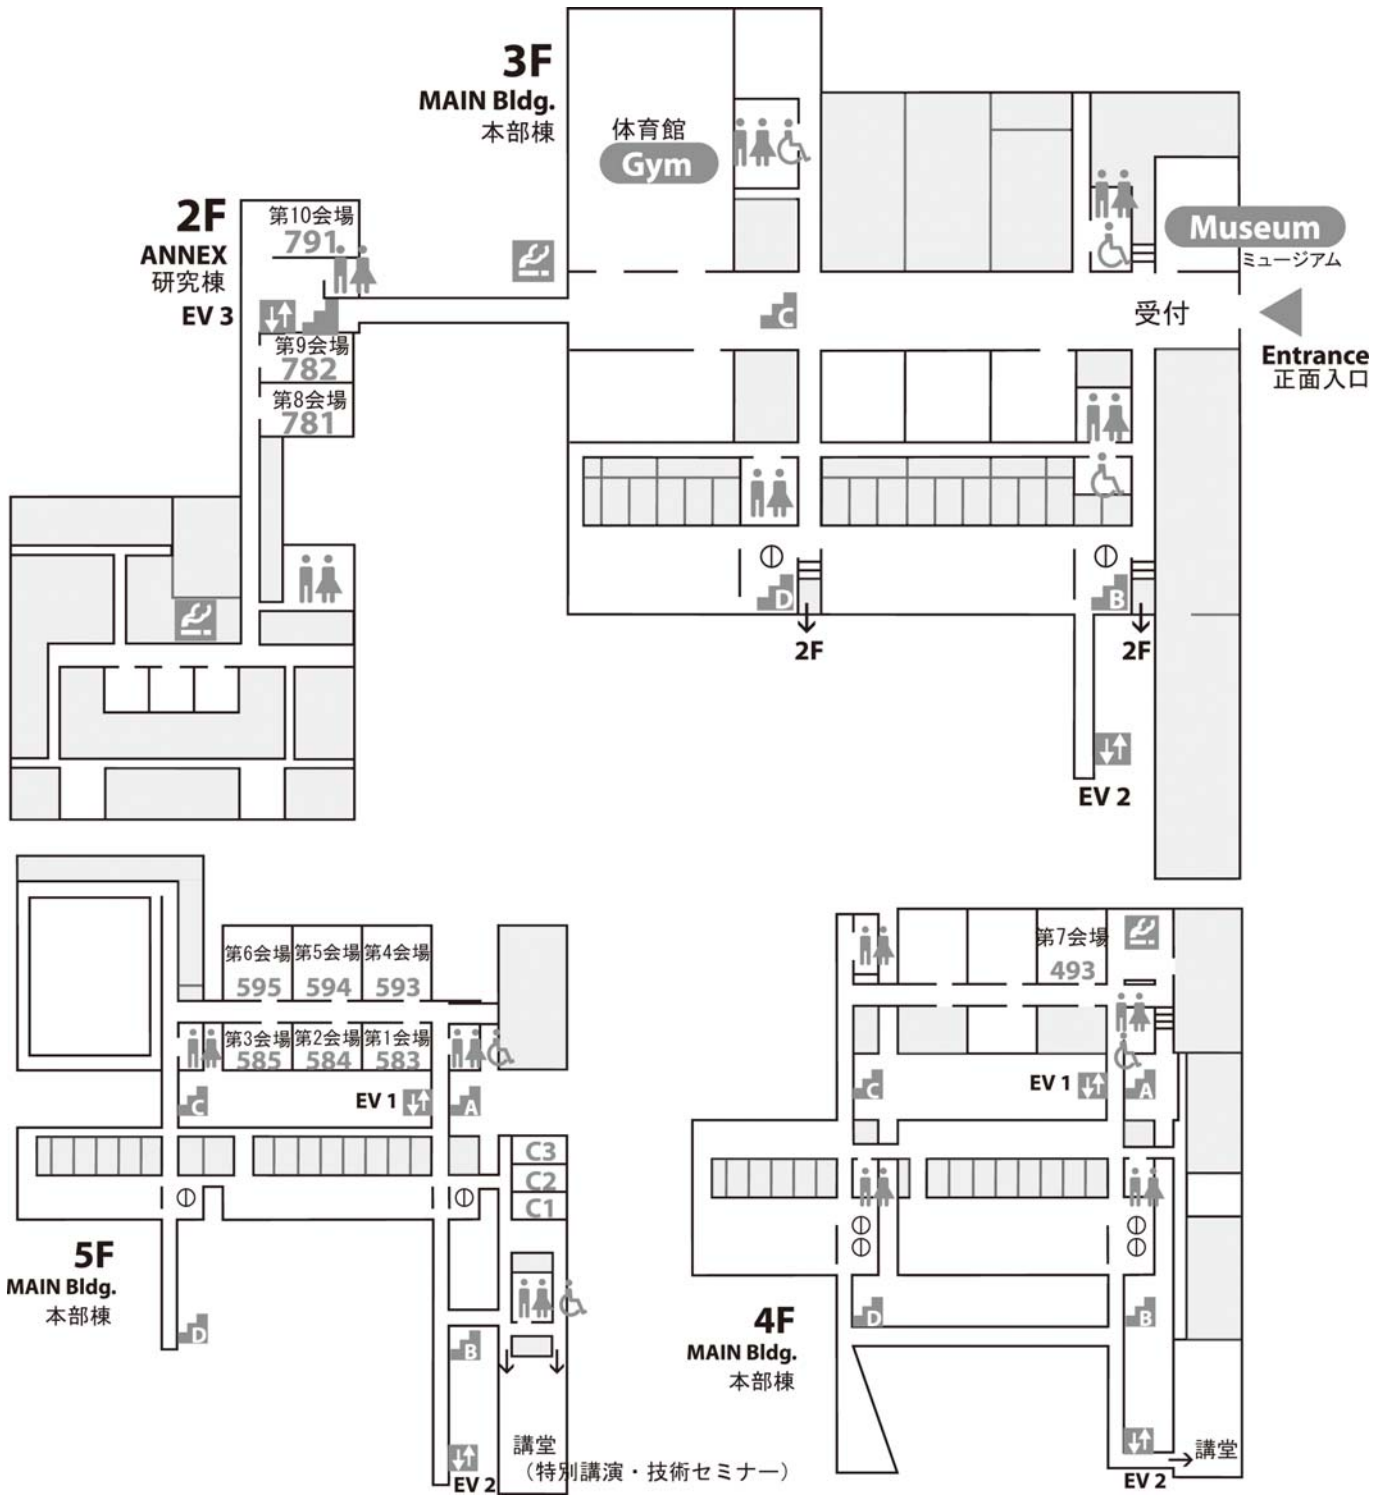 3F
MAIN Bldg.
本部棟
体育館
Gym
2F
ANNEX
研究棟
EV 3
第10会場
791
第9会場
782
第8会場
781
C
Museum
ミュージアム
受付
Entrance
正面入口
D
2F
B
2F
EV 2
第6会場
595
第5会場
594
第4会場
593
第3会場
585
第2会場
584
第1会場
583
C
EV 1
A
C3
C2
C1
5F
MAIN Bldg.
本部棟
D
B
EV 2
講堂
（特別講演・技術セミナー）
第7会場
493
C
EV 1
A
4F
MAIN Bldg.
本部棟
D
B
EV 2
講堂